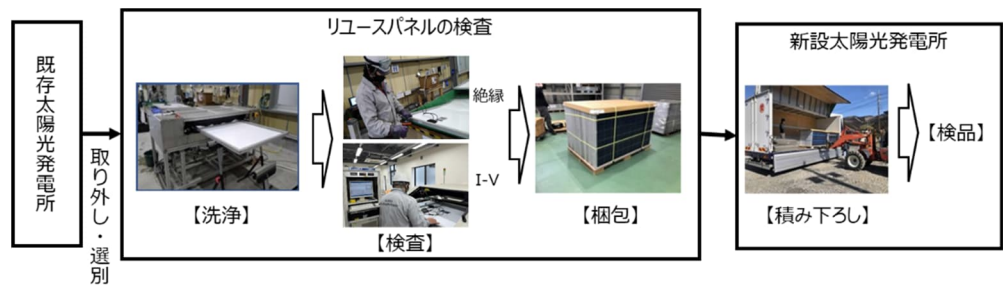 既存太陽光発電所
取り外し・選別
リユースパネルの検査
【洗浄】
絶縁
I-V
【検査】
【梱包】
新設太陽光発電所
【積み下ろし】
【検品】